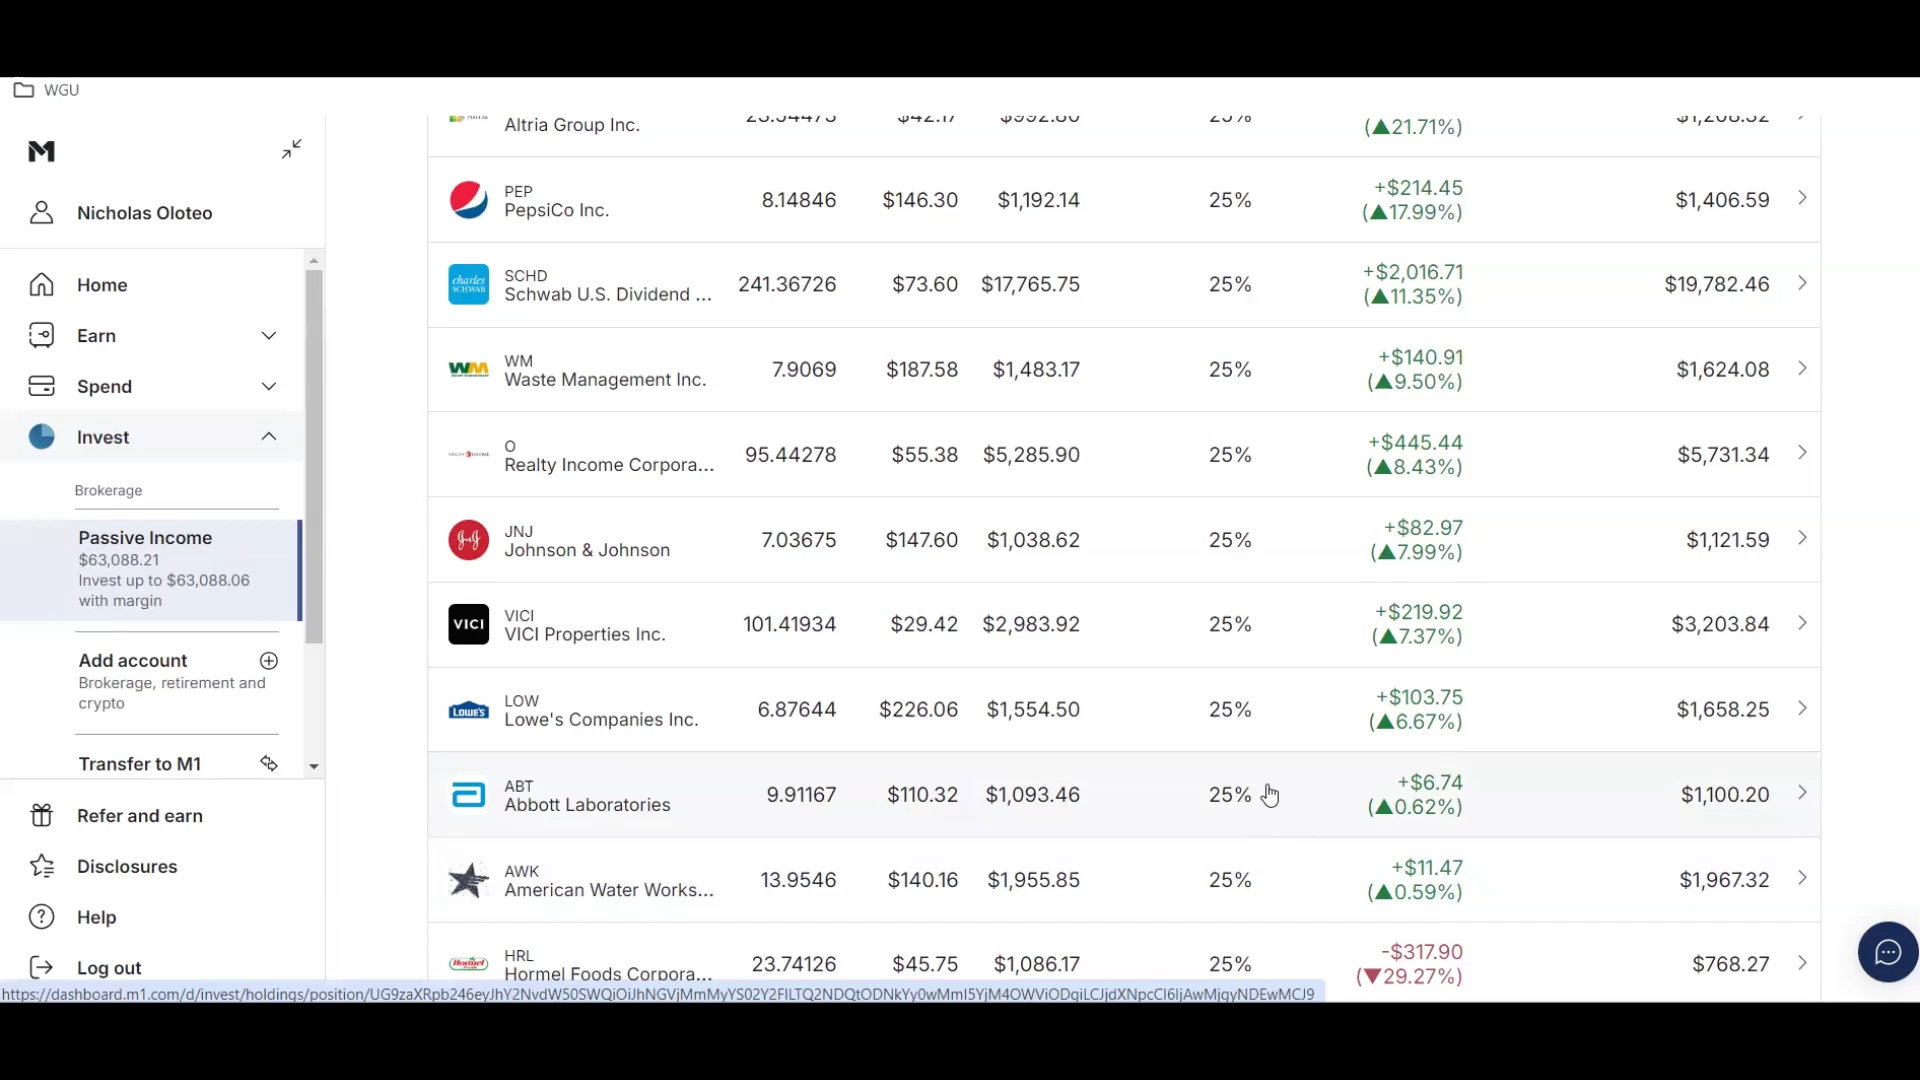 WGU
Nicholas Oloteo
Home
Earn
Spend
Invest
Brokerage
Passive Income
$63,088.21
Invest up to $63,088.06
with margin
Add account
Brokerage, retirement and
crypto
Transfer to M1
Refer and earn
Disclosures
Help
Log out
Altria Group Inc. 25% (▲21.71%)
PEP
PepsiCo Inc.
8.14846 $146.30 $1,192.14 25% +$214.45 (▲17.99%) $1,406.59
charles SCHWAB
SCHD
Schwab U.S. Dividend ...
241.36726 $73.60 $17,765.75 25% +$2,016.71 (▲11.35%) $19,782.46
WM
WM
Waste Management Inc.
7.9069 $187.58 $1,483.17 25% +$140.91 (▲9.50%) $1,624.08
O
Realty Income Corpora...
95.44278 $55.38 $5,285.90 25% +$445.44 (▲8.43%) $5,731.34
J&J
JNJ
Johnson & Johnson
7.03675 $147.60 $1,038.62 25% +$82.97 (▲7.99%) $1,121.59
VICI
VICI
VICI Properties Inc.
101.41934 $29.42 $2,983.92 25% +$219.92 (▲7.37%) $3,203.84
LOWE'S
LOW
Lowe's Companies Inc.
6.87644 $226.06 $1,554.50 25% +$103.75 (▲6.67%) $1,658.25
ABT
Abbott Laboratories
9.91167 $110.32 $1,093.46 25% +$6.74 (▲0.62%) $1,100.20
AWK
American Water Works...
13.9546 $140.16 $1,955.85 25% +$11.47 (▲0.59%) $1,967.32
Hormel
HRL
Hormel Foods Corpora...
23.74126 $45.75 $1,086.17 25% -$317.90 (▼29.27%) $768.27